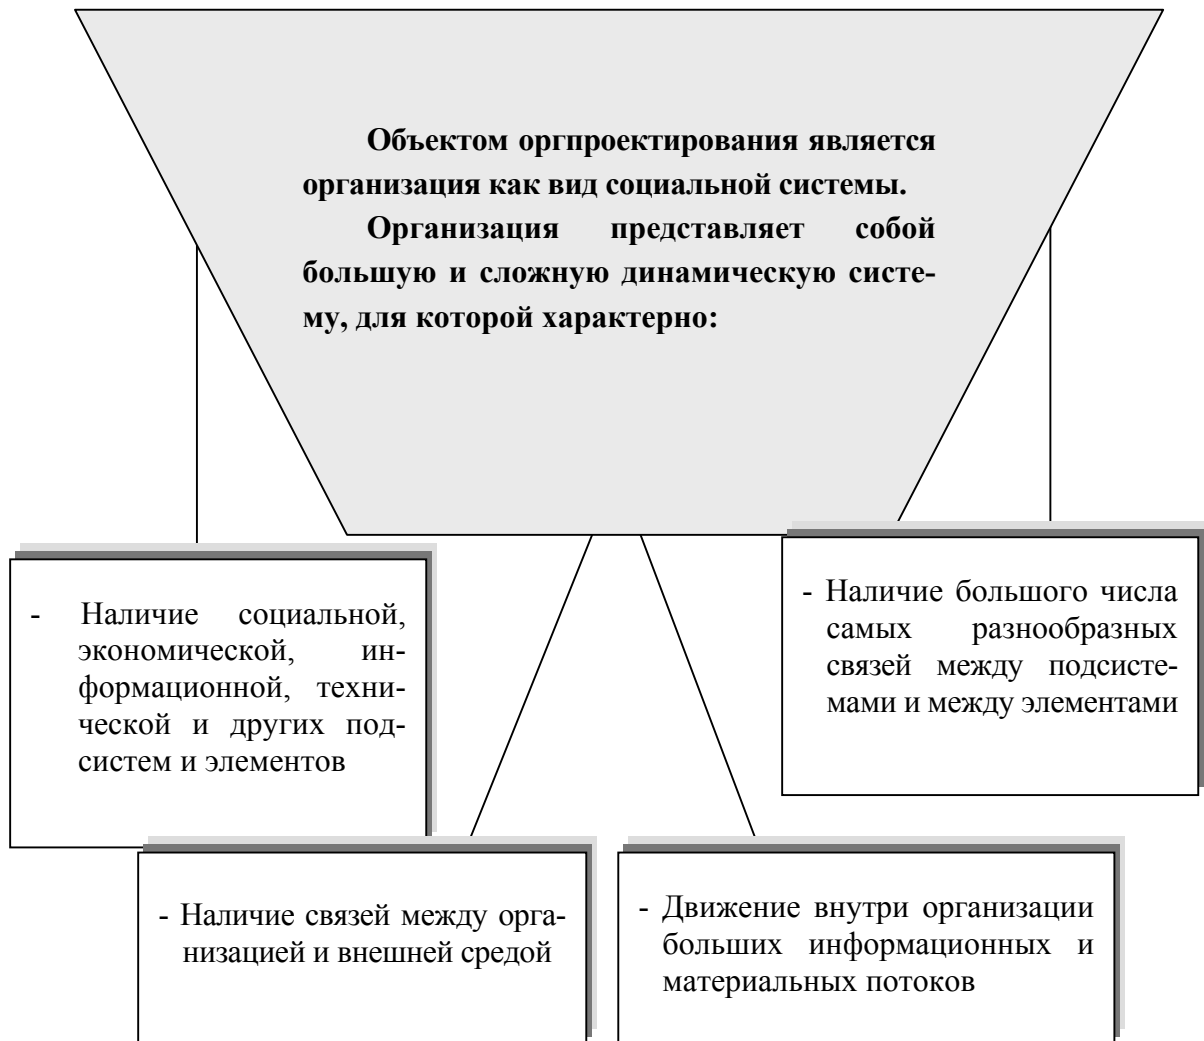 Объектом оргпроектирования является
организация как вид социальной системы.
Организация представляет собой
большую и сложную динамическую систе-
му, для которой характерно:
- Наличие социальной,
экономической, ин-
формационной, техни-
ческой и других под-
систем и элементов
- Наличие большого числа
самых разнообразных
связей между подсисте-
мами и между элементами
- Наличие связей между орга-
низацией и внешней средой
- Движение внутри организации
больших информационных и
материальных потоков